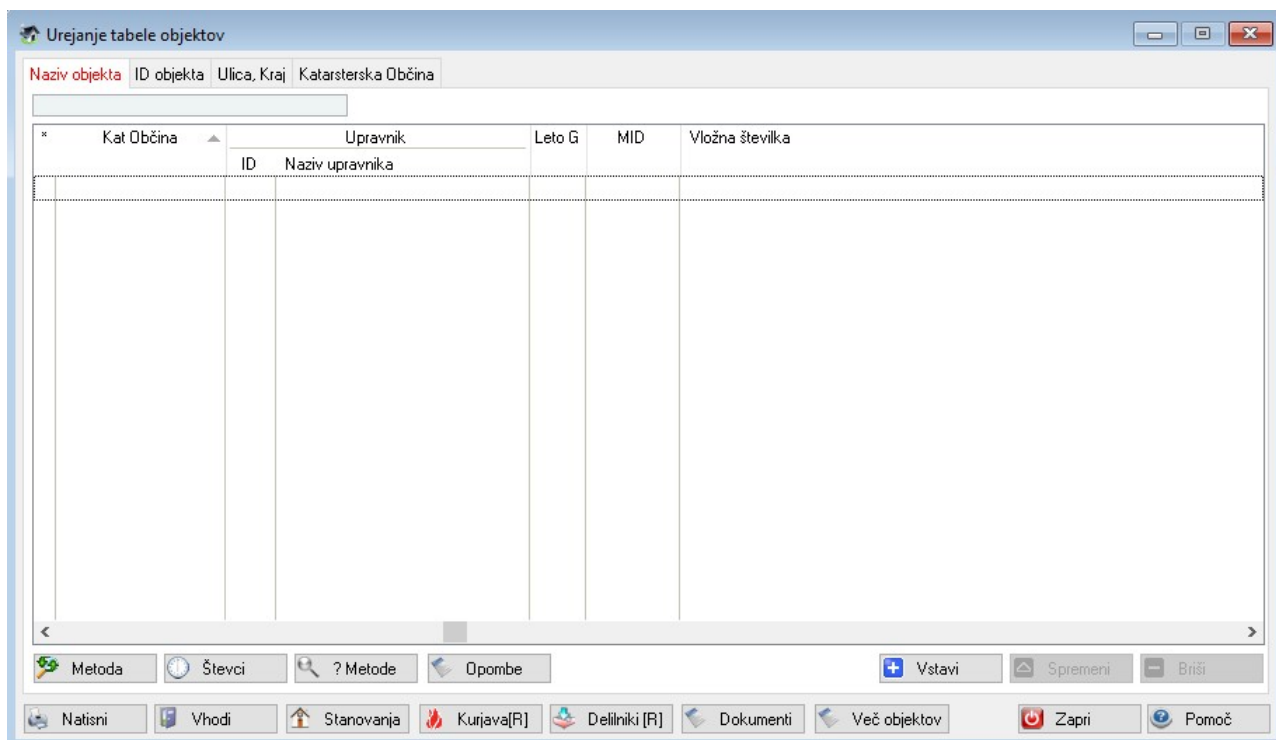 Urejanje tabele objektov
Naziv objekta ID objekta Ulica, Kraj Katarsterska Občina
* Kat Občina Upravnik Leto G MID Vložna številka
ID Naziv upravnika
Metoda Števci ? Metode Opombe Vstavi Spremeni Briši
Natisni Vhodi Stanovanja Kurjava[R] Delilniki [R] Dokumenti Več objektov Zapri Pomoč